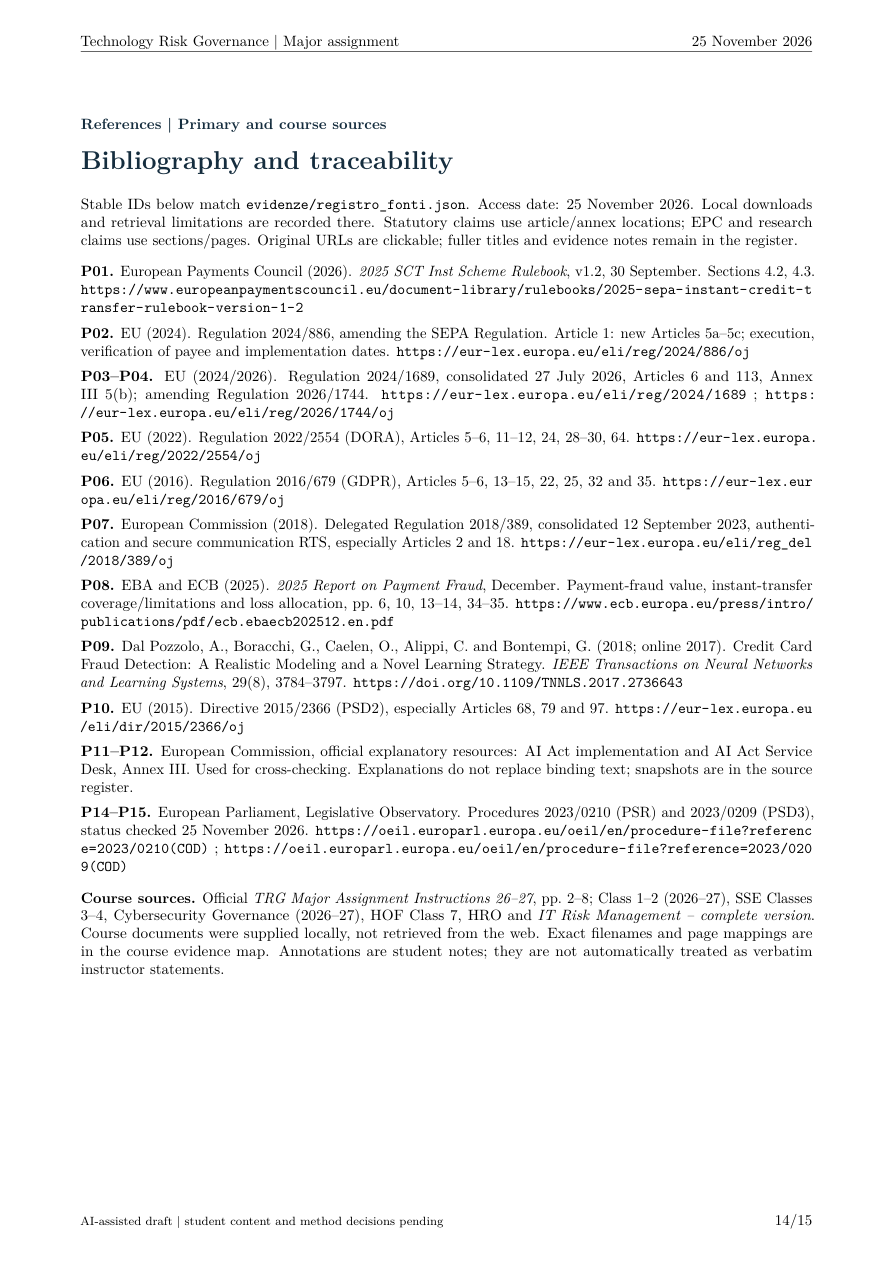 Technology Risk Governance | Major assignment 25 November 2026
References | Primary and course sources
Bibliography and traceability
Stable IDs below match evidenze/registro_fonti.json. Access date: 25 November 2026. Local downloads
and retrieval limitations are recorded there. Statutory claims use article/annex locations; EPC and research
claims use sections/pages. Original URLs are clickable; fuller titles and evidence notes remain in the register.
P01. European Payments Council (2026). 2025 SCT Inst Scheme Rulebook, v1.2, 30 September. Sections 4.2, 4.3.
https://www.europeanpaymentscouncil.eu/document-library/rulebooks/2025-sepa-instant-credit-t
ransfer-rulebook-version-1-2
P02. EU (2024). Regulation 2024/886, amending the SEPA Regulation. Article 1: new Articles 5a–5c; execution,
verification of payee and implementation dates. https://eur-lex.europa.eu/eli/reg/2024/886/oj
P03–P04. EU (2024/2026). Regulation 2024/1689, consolidated 27 July 2026, Articles 6 and 113, Annex
III 5(b); amending Regulation 2026/1744. https://eur-lex.europa.eu/eli/reg/2024/1689 ; https:
//eur-lex.europa.eu/eli/reg/2026/1744/oj
P05. EU (2022). Regulation 2022/2554 (DORA), Articles 5–6, 11–12, 24, 28–30, 64. https://eur-lex.europa.
eu/eli/reg/2022/2554/oj
P06. EU (2016). Regulation 2016/679 (GDPR), Articles 5–6, 13–15, 22, 25, 32 and 35. https://eur-lex.eur
opa.eu/eli/reg/2016/679/oj
P07. European Commission (2018). Delegated Regulation 2018/389, consolidated 12 September 2023, authenti-
cation and secure communication RTS, especially Articles 2 and 18. https://eur-lex.europa.eu/eli/reg_del
/2018/389/oj
P08. EBA and ECB (2025). 2025 Report on Payment Fraud, December. Payment-fraud value, instant-transfer
coverage/limitations and loss allocation, pp. 6, 10, 13–14, 34–35. https://www.ecb.europa.eu/press/intro/
publications/pdf/ecb.ebaecb202512.en.pdf
P09. Dal Pozzolo, A., Boracchi, G., Caelen, O., Alippi, C. and Bontempi, G. (2018; online 2017). Credit Card
Fraud Detection: A Realistic Modeling and a Novel Learning Strategy. IEEE Transactions on Neural Networks
and Learning Systems, 29(8), 3784–3797. https://doi.org/10.1109/TNNLS.2017.2736643
P10. EU (2015). Directive 2015/2366 (PSD2), especially Articles 68, 79 and 97. https://eur-lex.europa.eu
/eli/dir/2015/2366/oj
P11–P12. European Commission, official explanatory resources: AI Act implementation and AI Act Service
Desk, Annex III. Used for cross-checking. Explanations do not replace binding text; snapshots are in the source
register.
P14–P15. European Parliament, Legislative Observatory. Procedures 2023/0210 (PSR) and 2023/0209 (PSD3),
status checked 25 November 2026. https://oeil.europarl.europa.eu/oeil/en/procedure-file?referenc
e=2023/0210(COD) ; https://oeil.europarl.europa.eu/oeil/en/procedure-file?reference=2023/020
9(COD)
Course sources. Official TRG Major Assignment Instructions 26–27, pp. 2–8; Class 1–2 (2026–27), SSE Classes
3–4, Cybersecurity Governance (2026–27), HOF Class 7, HRO and IT Risk Management – complete version.
Course documents were supplied locally, not retrieved from the web. Exact filenames and page mappings are
in the course evidence map. Annotations are student notes; they are not automatically treated as verbatim
instructor statements.
AI-assisted draft | student content and method decisions pending 14/15